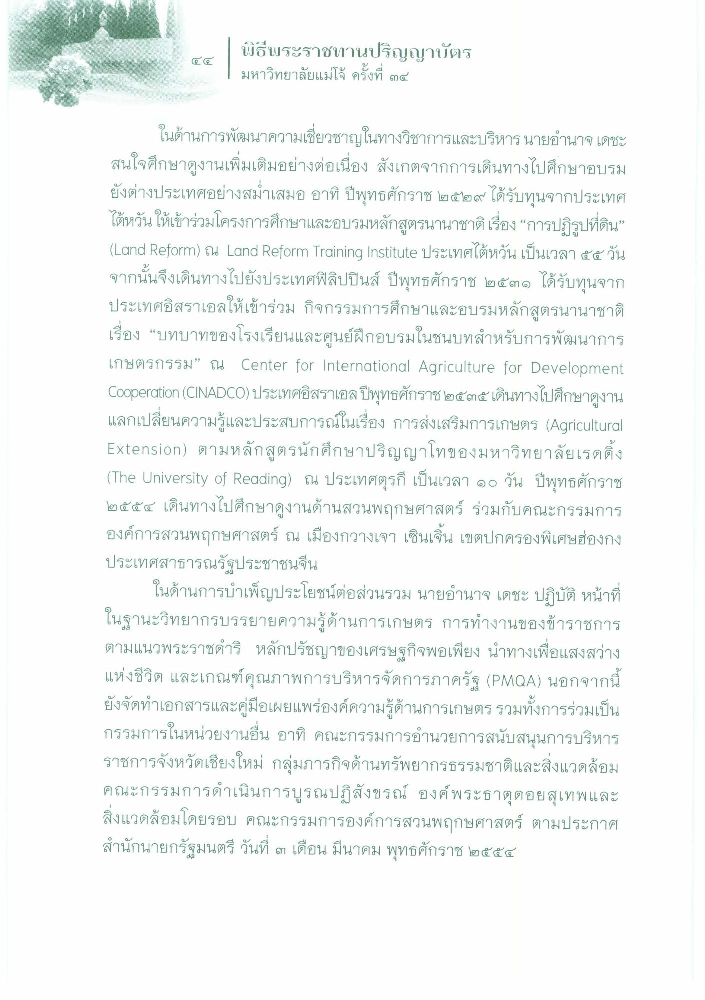 ๔๔
พิธีพระราชทานปริญญาบัตร
มหาวิทยาลัยแม่โจ้ ครั้งที่ ๓๔
ในด้านการพัฒนาความเชี่ยวชาญในทางวิชาการและบริหาร นายอำนาจ เดชะ
สนใจศึกษาดูงานเพิ่มเติมอย่างต่อเนื่อง สังเกตจากการเดินทางไปศึกษาอบรม
ยังต่างประเทศอย่างสม่ำเสมอ อาทิ ปีพุทธศักราช ๒๕๒๙ ได้รับทุนจากประเทศ
ไต้หวัน ให้เข้าร่วมโครงการศึกษาและอบรมหลักสูตรนานาชาติ เรื่อง “การปฏิรูปที่ดิน”
(Land Reform) ณ Land Reform Training Institute ประเทศไต้หวัน เป็นเวลา ๕๕ วัน
จากนั้นจึงเดินทางไปยังประเทศฟิลิปปินส์ ปีพุทธศักราช ๒๕๓๑ ได้รับทุนจาก
ประเทศอิสราเอลให้เข้าร่วม กิจกรรมการศึกษาและอบรมหลักสูตรนานาชาติ
เรื่อง “บทบาทของโรงเรียนและศูนย์ฝึกอบรมในชนบทสำหรับการพัฒนาการ
เกษตรกรรม” ณ Center for International Agriculture for Development
Cooperation (CINADCO) ประเทศอิสราเอล ปีพุทธศักราช ๒๕๓๕ เดินทางไปศึกษาดูงาน
แลกเปลี่ยนความรู้และประสบการณ์ในเรื่อง การส่งเสริมการเกษตร (Agricultural
Extension) ตามหลักสูตรนักศึกษาปริญญาโทของมหาวิทยาลัยเรดดิ้ง
(The University of Reading) ณ ประเทศตุรกี เป็นเวลา ๑๐ วัน ปีพุทธศักราช
๒๕๕๔ เดินทางไปศึกษาดูงานด้านสวนพฤกษศาสตร์ ร่วมกับคณะกรรมการ
องค์การสวนพฤกษศาสตร์ ณ เมืองกวางเจา เซินเจิ้น เขตปกครองพิเศษฮ่องกง
ประเทศสาธารณรัฐประชาชนจีน
ในด้านการบำเพ็ญประโยชน์ต่อส่วนรวม นายอำนาจ เดชะ ปฏิบัติ หน้าที่
ในฐานะวิทยากรบรรยายความรู้ด้านการเกษตร การทำงานของข้าราชการ
ตามแนวพระราชดำริ หลักปรัชญาของเศรษฐกิจพอเพียง นำทางเพื่อแสงสว่าง
แห่งชีวิต และเกณฑ์คุณภาพการบริหารจัดการภาครัฐ (PMQA) นอกจากนี้
ยังจัดทำเอกสารและคู่มือเผยแพร่องค์ความรู้ด้านการเกษตร รวมทั้งการร่วมเป็น
กรรมการในหน่วยงานอื่น อาทิ คณะกรรมการอำนวยการสนับสนุนการบริหาร
ราชการจังหวัดเชียงใหม่ กลุ่มภารกิจด้านทรัพยากรธรรมชาติและสิ่งแวดล้อม
คณะกรรมการดำเนินการบูรณปฏิสังขรณ์ องค์พระธาตุดอยสุเทพและ
สิ่งแวดล้อมโดยรอบ คณะกรรมการองค์การสวนพฤกษศาสตร์ ตามประกาศ
สำนักนายกรัฐมนตรี วันที่ ๓ เดือน มีนาคม พุทธศักราช ๒๕๕๔